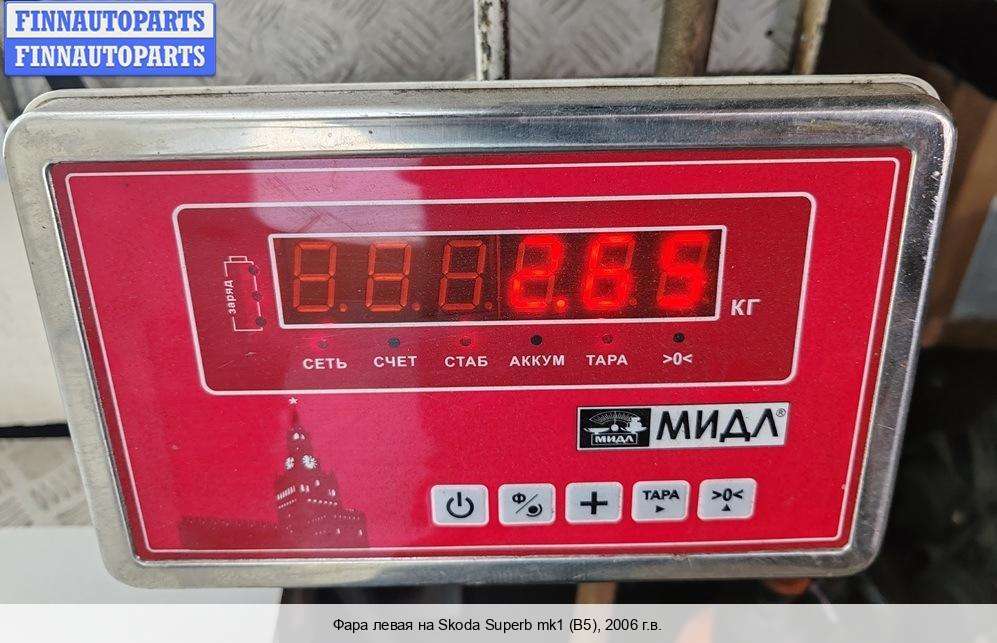 FINNAUTOPARTS
FINNAUTOPARTS
заряд
2.65
КГ
СЕТЬ СЧЕТ СТАБ АККУМ ТАРА >0<
МИДЛ МИДЛ®
Ф ТАРА >0<
Фара левая на Skoda Superb mk1 (B5), 2006 г.в.